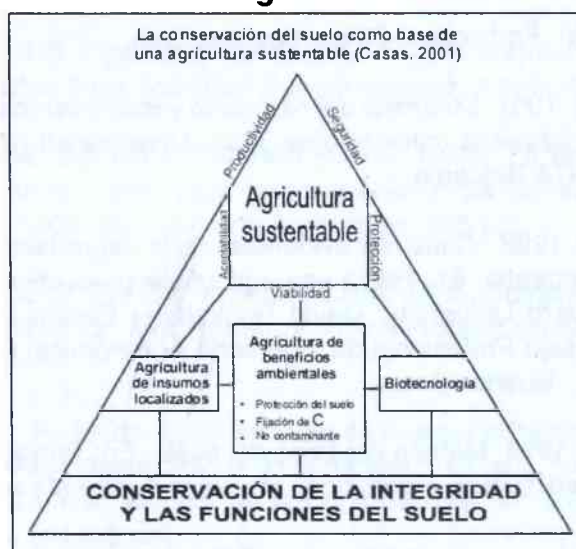 La conservación del suelo como base de
una agricultura sustentable (Casas. 2001)
Productividad
Seguridad
Agricultura
sustentable
Protección
Viabilidad
Agricultura
de insumos
localizados
Agricultura de
beneficios
ambientales
• Protección del suelo
• Fijación de C
• No contaminante
Biotecnología
CONSERVACIÓN DE LA INTEGRIDAD
Y LAS FUNCIONES DEL SUELO